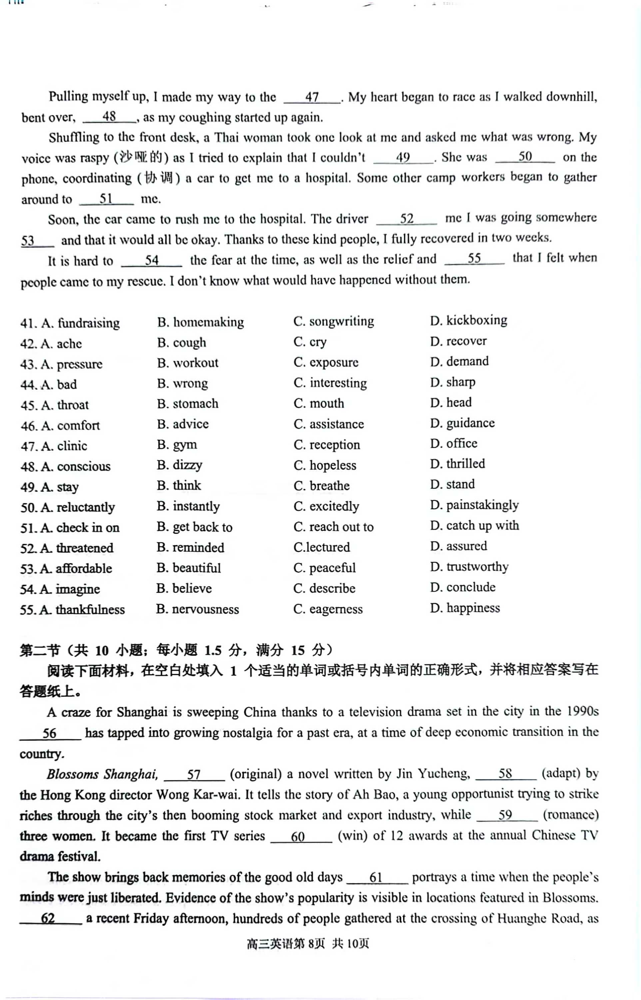 Pulling myself up, I made my way to the 47 . My heart began to race as I walked downhill,
bent over, 48 , as my coughing started up again.
Shuffling to the front desk, a Thai woman took one look at me and asked me what was wrong. My
voice was raspy (沙哑的) as I tried to explain that I couldn't 49 . She was 50 on the
phone, coordinating (协调) a car to get me to a hospital. Some other camp workers began to gather
around to 51 me.
Soon, the car came to rush me to the hospital. The driver 52 me I was going somewhere
53 and that it would all be okay. Thanks to these kind people, I fully recovered in two weeks.
It is hard to 54 the fear at the time, as well as the relief and 55 that I felt when
people came to my rescue. I don't know what would have happened without them.
41. A. fundraising B. homemaking C. songwriting D. kickboxing
42. A. ache B. cough C. cry D. recover
43. A. pressure B. workout C. exposure D. demand
44. A. bad B. wrong C. interesting D. sharp
45. A. throat B. stomach C. mouth D. head
46. A. comfort B. advice C. assistance D. guidance
47. A. clinic B. gym C. reception D. office
48. A. conscious B. dizzy C. hopeless D. thrilled
49. A. stay B. think C. breathe D. stand
50. A. reluctantly B. instantly C. excitedly D. painstakingly
51. A. check in on B. get back to C. reach out to D. catch up with
52. A. threatened B. reminded C.lectured D. assured
53. A. affordable B. beautiful C. peaceful D. trustworthy
54. A. imagine B. believe C. describe D. conclude
55. A. thankfulness B. nervousness C. eagerness D. happiness
第二节（共 10 小题；每小题 1.5 分，满分 15 分）
阅读下面材料，在空白处填入 1 个适当的单词或括号内单词的正确形式，并将相应答案写在
答题纸上。
A craze for Shanghai is sweeping China thanks to a television drama set in the city in the 1990s
56 has tapped into growing nostalgia for a past era, at a time of deep economic transition in the
country.
Blossoms Shanghai, 57 (original) a novel written by Jin Yucheng, 58 (adapt) by
the Hong Kong director Wong Kar-wai. It tells the story of Ah Bao, a young opportunist trying to strike
riches through the city's then booming stock market and export industry, while 59 (romance)
three women. It became the first TV series 60 (win) of 12 awards at the annual Chinese TV
drama festival.
The show brings back memories of the good old days 61 portrays a time when the people's
minds were just liberated. Evidence of the show's popularity is visible in locations featured in Blossoms.
62 a recent Friday afternoon, hundreds of people gathered at the crossing of Huanghe Road, as
高三英语第 8页 共 10页